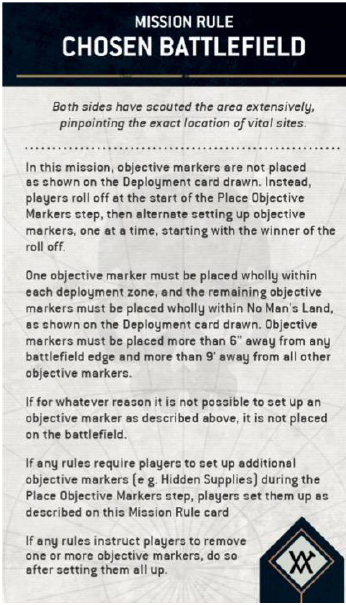 MISSION RULE
CHOSEN BATTLEFIELD
Both sides have scouted the area extensively,
pinpointing the exact location of vital sites.
In this mission, objective markers are not placed
as shown on the Deployment card drawn. Instead,
players roll off at the start of the Place Objective
Markers step, then alternate setting up objective
markers, one at a time, starting with the winner of the
roll off.
One objective marker must be placed wholly within
each deployment zone, and the remaining objective
markers must be placed wholly within No Man's Land,
as shown on the Deployment card drawn. Objective
markers must be placed more than 6" away from any
battlefield edge and more than 9' away from all other
objective markers.
If for whatever reason it is not possible to set up an
objective marker as described above, it is not placed
on the battlefield.
If any rules require players to set up additional
objective markers (e g. Hidden Supplies) during the
Place Objective Markers step, players set them up as
described on this Mission Rule card
If any rules instruct players to remove
one or more objective markers, do so
after setting them all up.